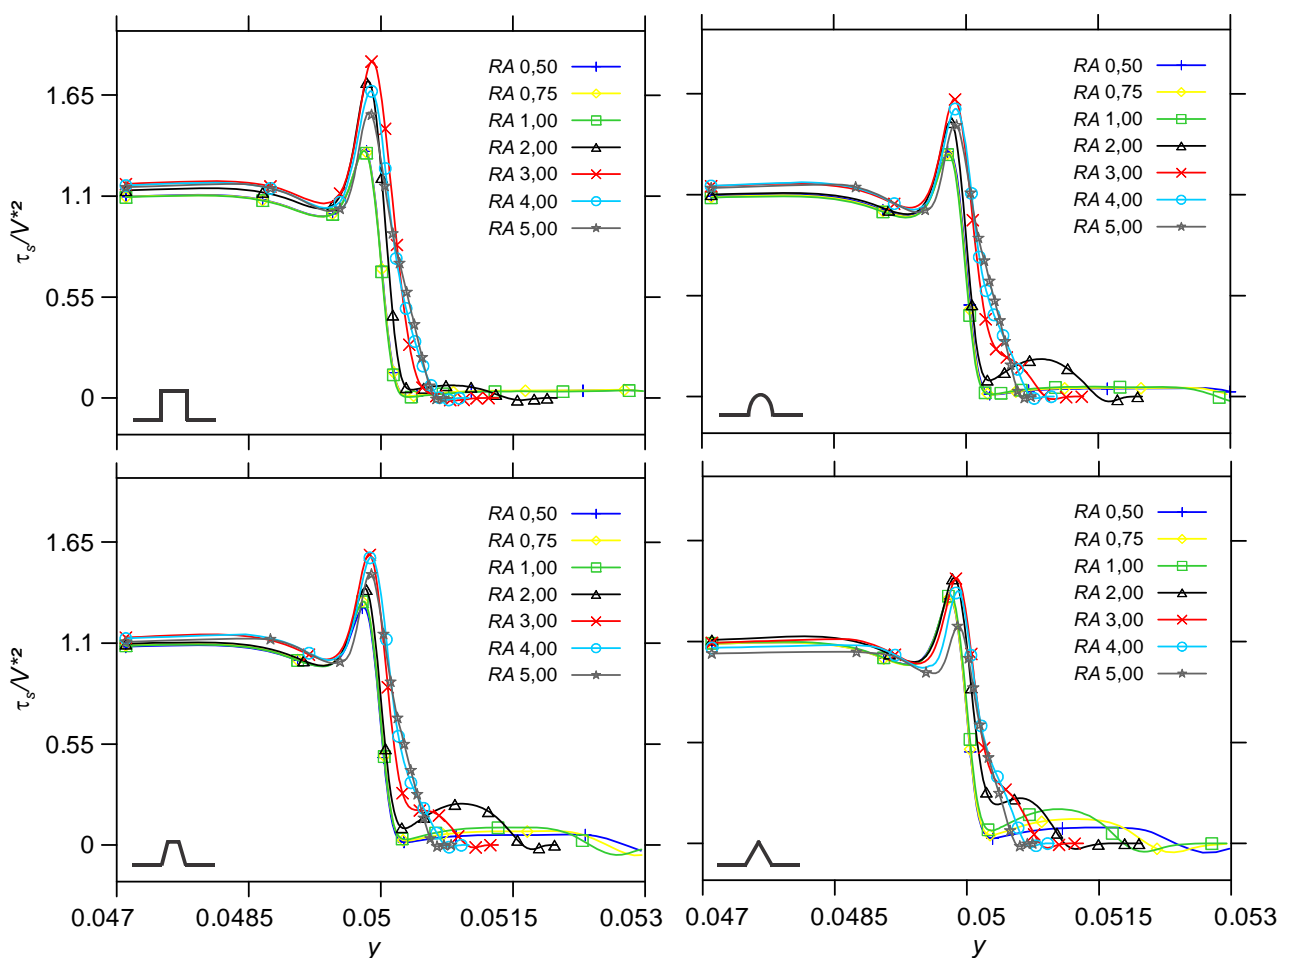 1.65
1.1
0.55
0
τs/V*2
RA 0,50
RA 0,75
RA 1,00
RA 2,00
RA 3,00
RA 4,00
RA 5,00
RA 0,50
RA 0,75
RA 1,00
RA 2,00
RA 3,00
RA 4,00
RA 5,00
1.65
1.1
0.55
0
τs/V*2
RA 0,50
RA 0,75
RA 1,00
RA 2,00
RA 3,00
RA 4,00
RA 5,00
0.047 0.0485 0.05 0.0515 0.053
y
RA 0,50
RA 0,75
RA 1,00
RA 2,00
RA 3,00
RA 4,00
RA 5,00
0.047 0.0485 0.05 0.0515 0.053
y